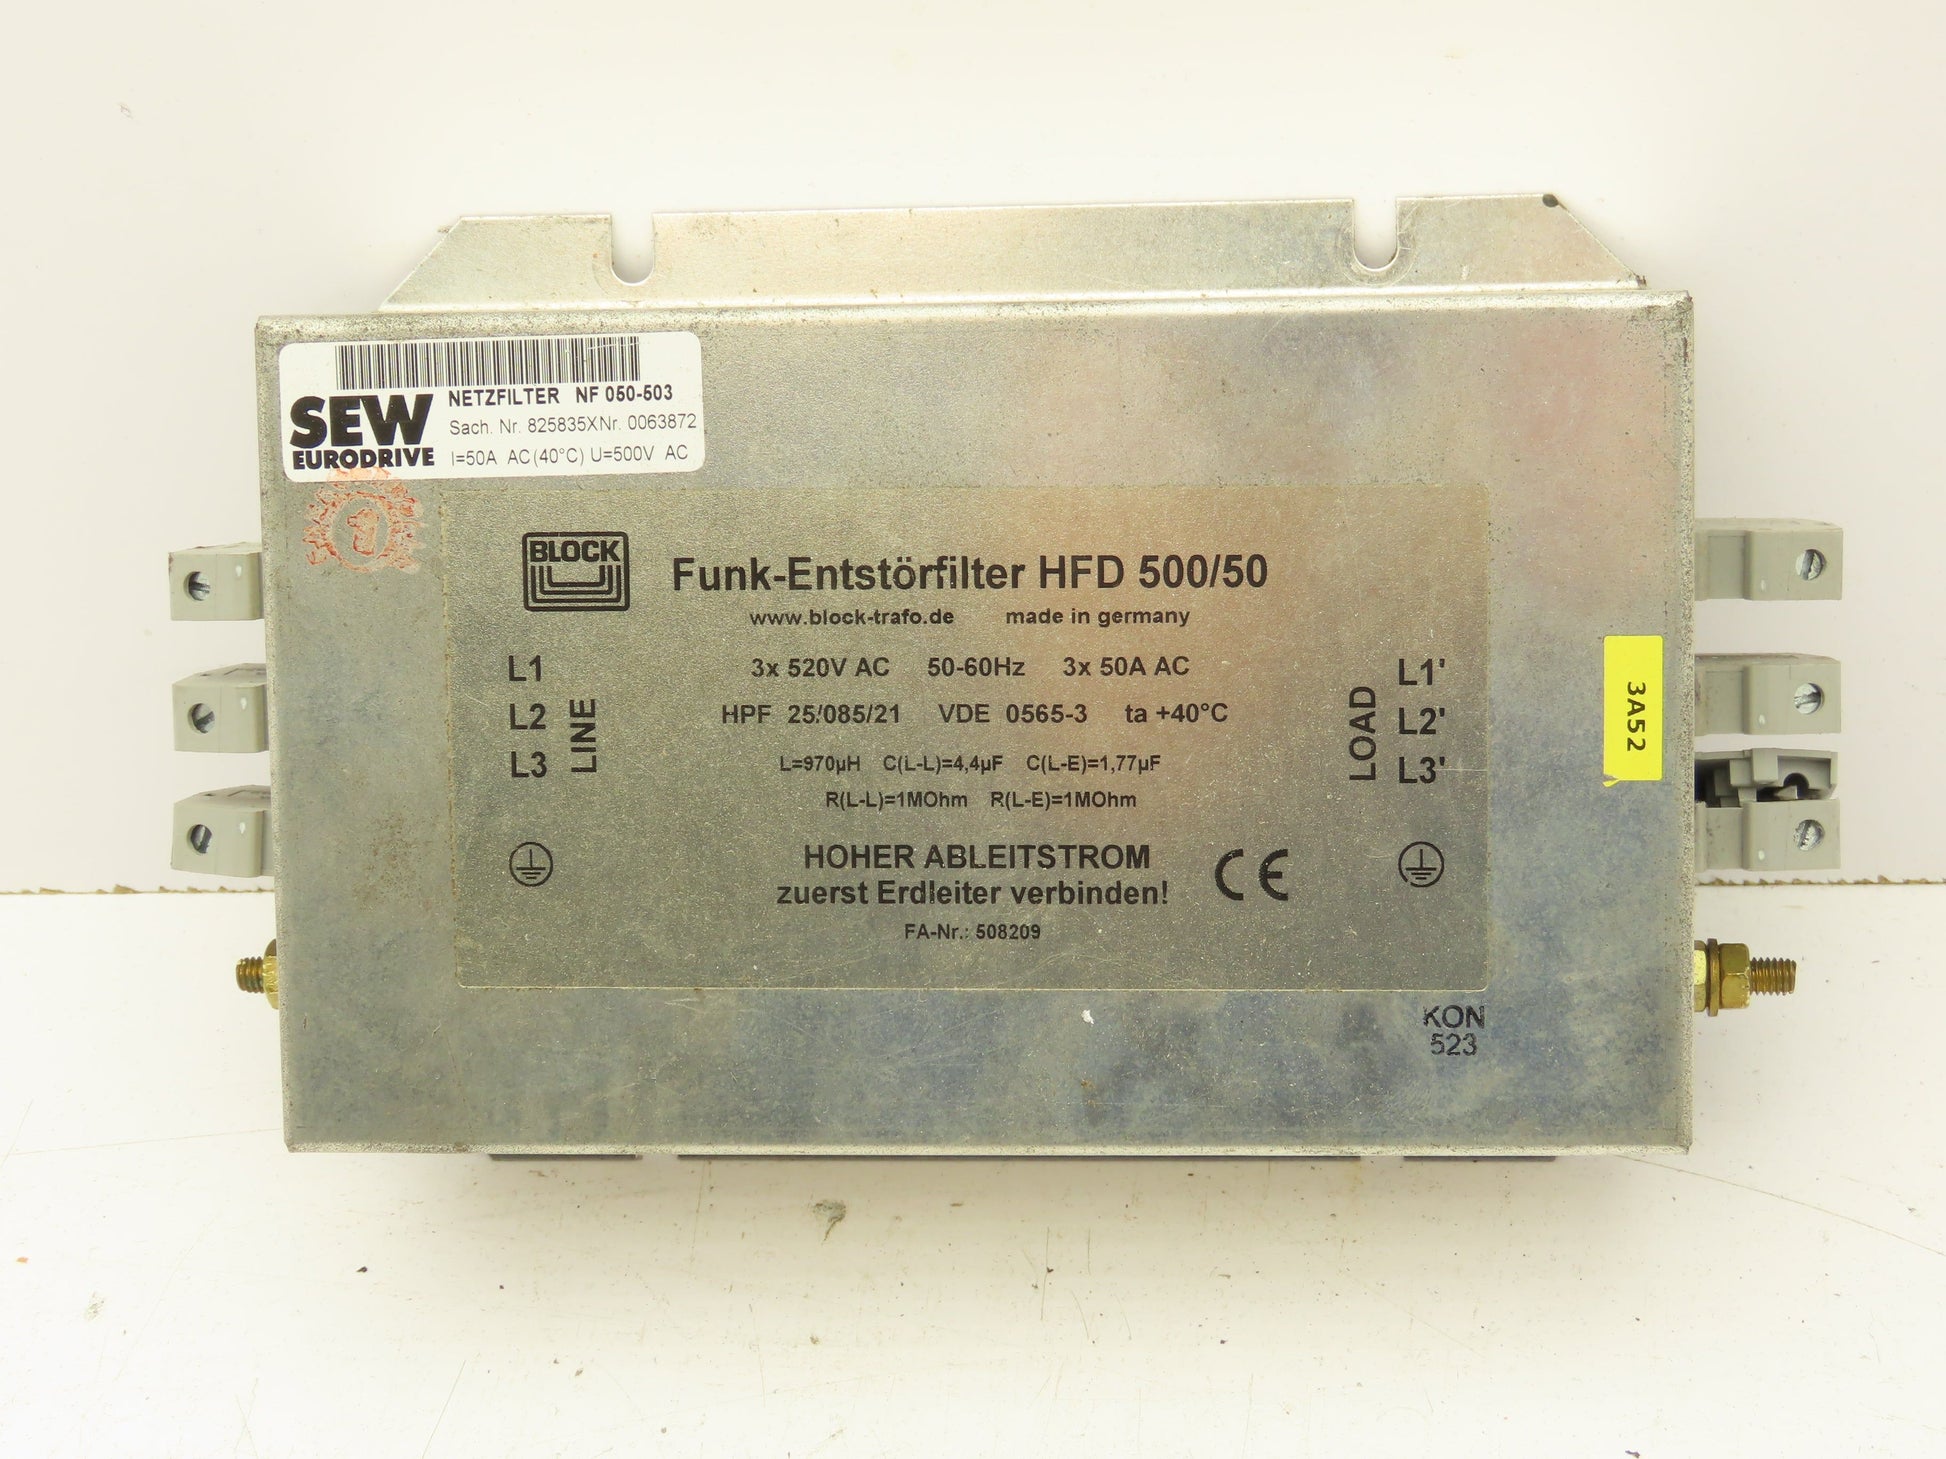 NETZFILTER NF 050-503
SEW
EURODRIVE
Sach. Nr. 825835XNr. 0063872
I=50A AC(40°C) U=500V AC
BLOCK
Funk-Entstörfilter HFD 500/50
www.block-trafo.de made in germany
L1
L2
L3
LINE
3x 520V AC 50-60Hz 3x 50A AC
HPF 25/085/21 VDE 0565-3 ta +40°C
L=970µH C(L-L)=4,4µF C(L-E)=1,77µF
R(L-L)=1MOhm R(L-E)=1MOhm
LOAD
L1'
L2'
L3'
HOHER ABLEITSTROM
zuerst Erdleiter verbinden!
CE
FA-Nr.: 508209
3A52
KON
523